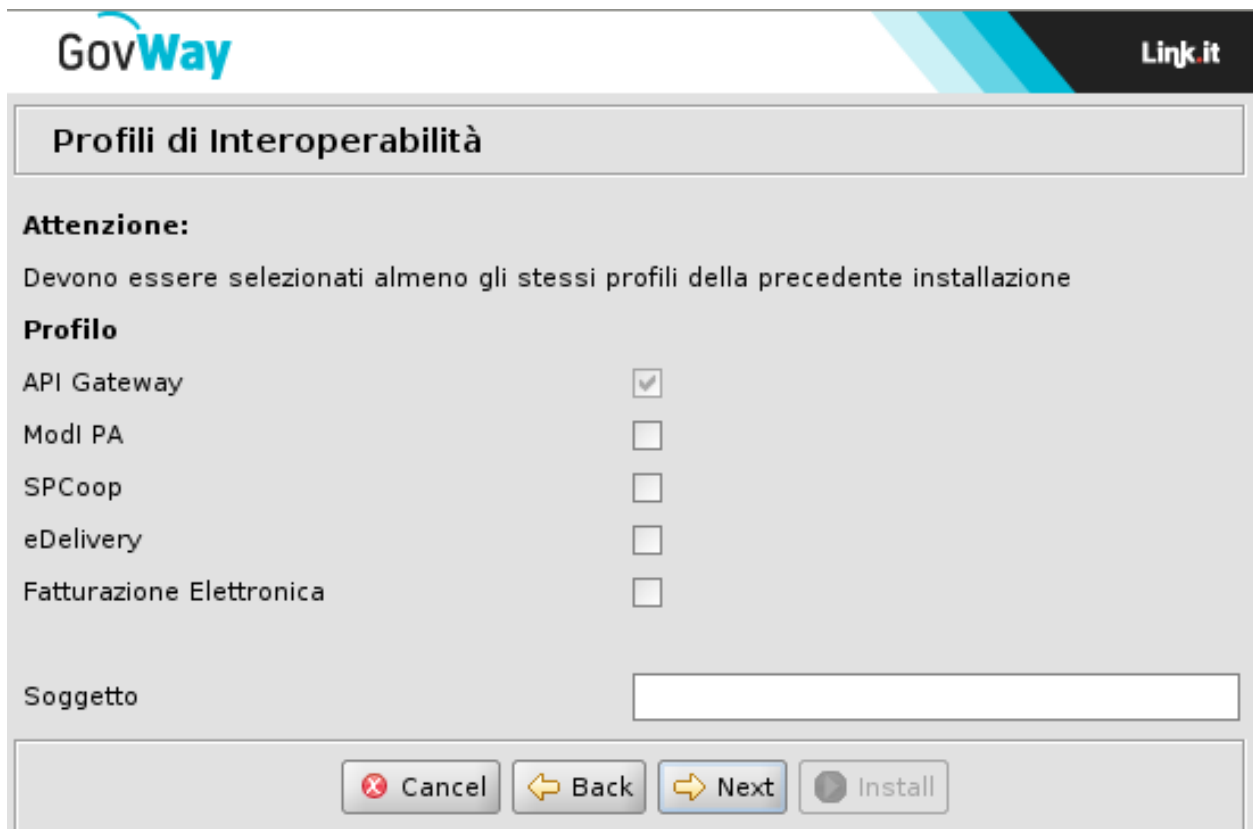 GovWay
Link.it
Profili di Interoperabilità
Attenzione:
Devono essere selezionati almeno gli stessi profili della precedente installazione
Profilo
API Gateway
ModI PA
SPCoop
eDelivery
Fatturazione Elettronica
Soggetto
Cancel Back Next Install